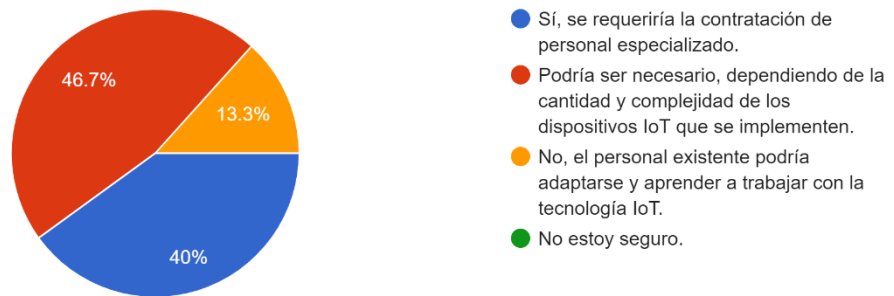 46.7%
13.3%
40%
Sí, se requeriría la contratación de
personal especializado.
Podría ser necesario, dependiendo de la
cantidad y complejidad de los
dispositivos IoT que se implementen.
No, el personal existente podría
adaptarse y aprender a trabajar con la
tecnología IoT.
No estoy seguro.